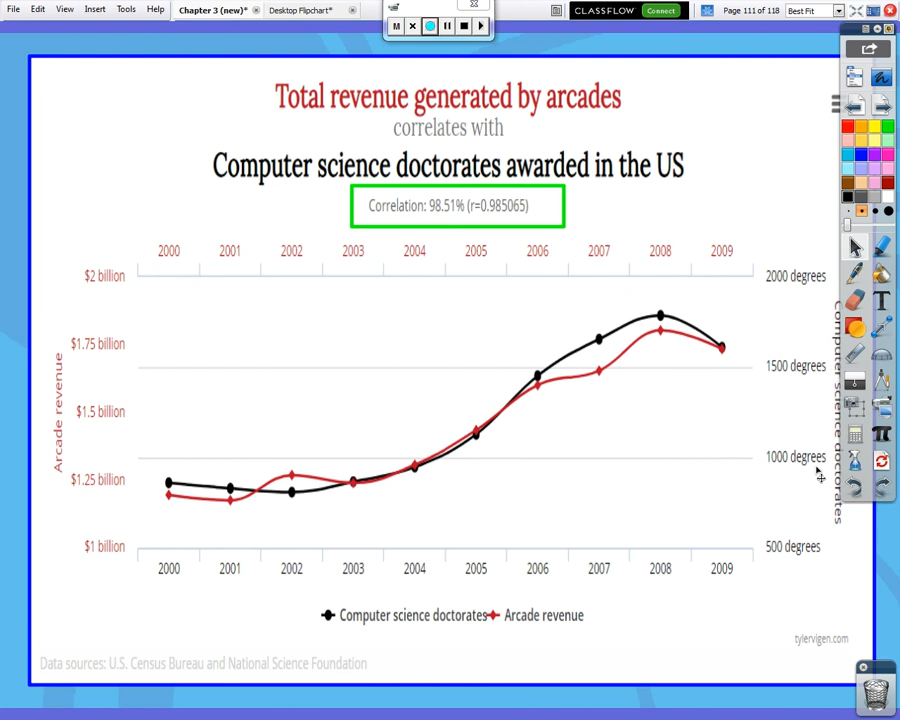 File Edit View Insert Tools Help Chapter 3 (new)* Desktop Flipchart* CLASSFLOW Connect Page 111 of 118 Best Fit
M
Total revenue generated by arcades
correlates with
Computer science doctorates awarded in the US
Correlation: 98.51% (r=0.985065)
2000 2001 2002 2003 2004 2005 2006 2007 2008 2009
$2 billion 2000 degrees
$1.75 billion
1500 degrees
$1.5 billion
1000 degrees
$1.25 billion
$1 billion 500 degrees
Arcade revenue
Computer science doctorates
2000 2001 2002 2003 2004 2005 2006 2007 2008 2009
Computer science doctorates Arcade revenue
tylervigen.com
Data sources: U.S. Census Bureau and National Science Foundation
T